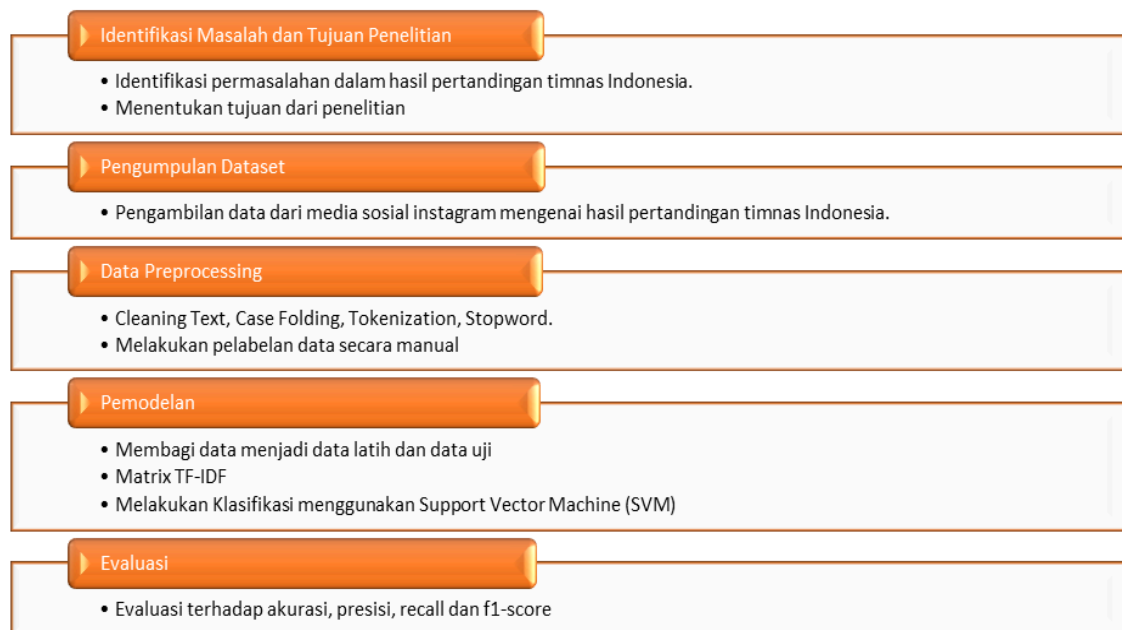 Identifikasi Masalah dan Tujuan Penelitian
• Identifikasi permasalahan dalam hasil pertandingan timnas Indonesia.
• Menentukan tujuan dari penelitian
Pengumpulan Dataset
• Pengambilan data dari media sosial instagram mengenai hasil pertandingan timnas Indonesia.
Data Preprocessing
• Cleaning Text, Case Folding, Tokenization, Stopword.
• Melakukan pelabelan data secara manual
Pemodelan
• Membagi data menjadi data latih dan data uji
• Matrix TF-IDF
• Melakukan Klasifikasi menggunakan Support Vector Machine (SVM)
Evaluasi
• Evaluasi terhadap akurasi, presisi, recall dan f1-score